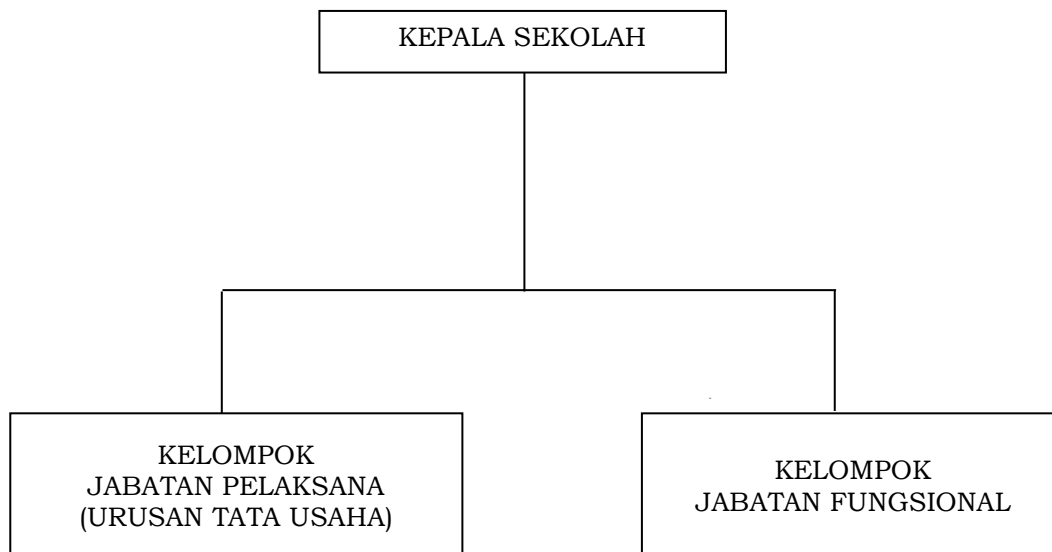 KEPALA SEKOLAH
KELOMPOK
JABATAN PELAKSANA
(URUSAN TATA USAHA)
KELOMPOK
JABATAN FUNGSIONAL